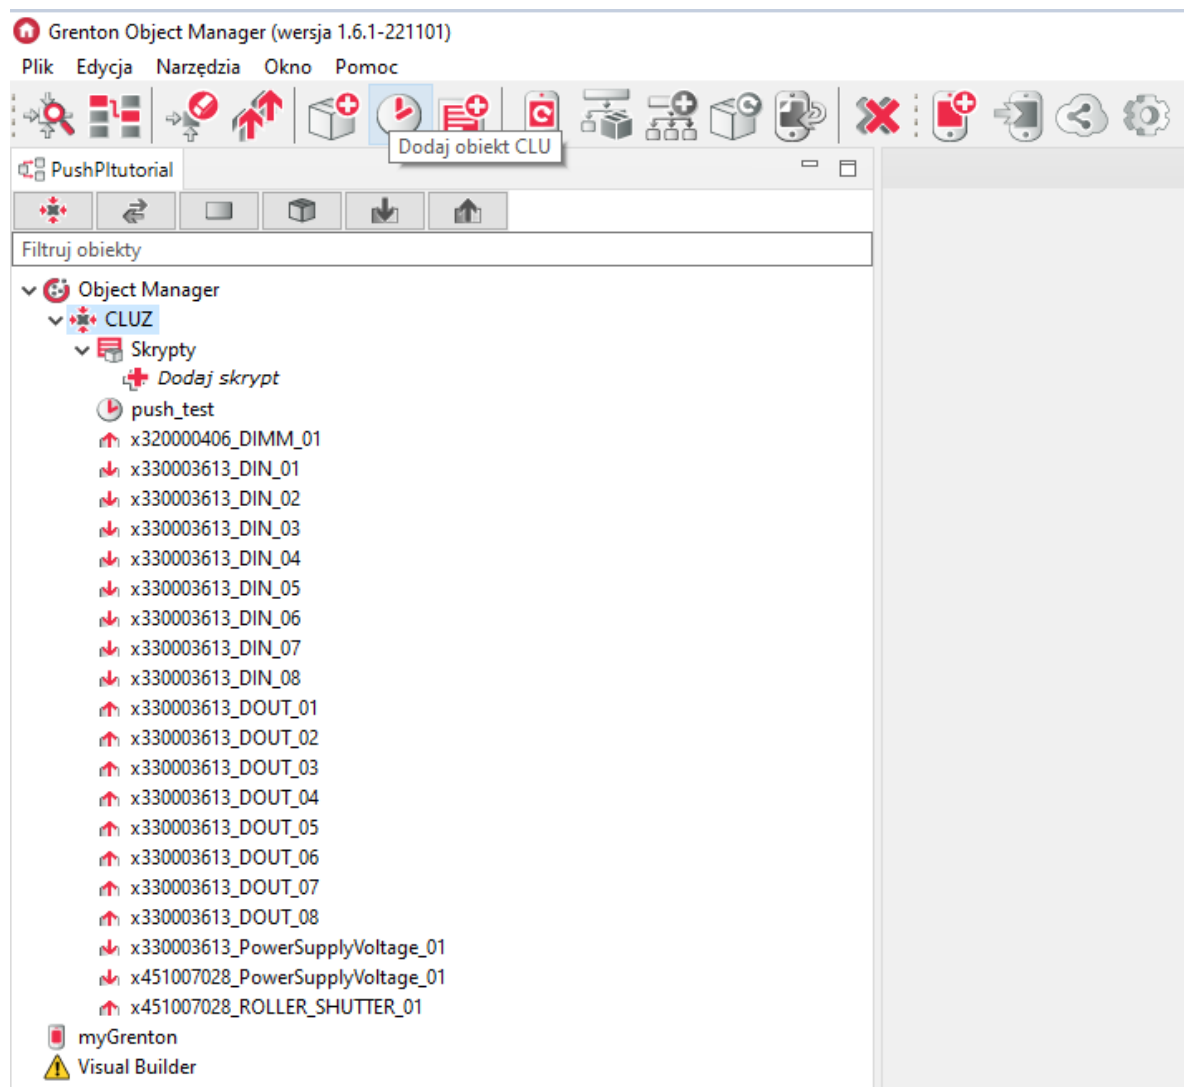 Grenton Object Manager (wersja 1.6.1-221101)
Plik Edycja Narzędzia Okno Pomoc
Dodaj obiekt CLU
PushPItutorial
Filtruj obiekty
Object Manager
CLUZ
Skrypty
Dodaj skrypt
push_test
x320000406_DIMM_01
x330003613_DIN_01
x330003613_DIN_02
x330003613_DIN_03
x330003613_DIN_04
x330003613_DIN_05
x330003613_DIN_06
x330003613_DIN_07
x330003613_DIN_08
x330003613_DOUT_01
x330003613_DOUT_02
x330003613_DOUT_03
x330003613_DOUT_04
x330003613_DOUT_05
x330003613_DOUT_06
x330003613_DOUT_07
x330003613_DOUT_08
x330003613_PowerSupplyVoltage_01
x451007028_PowerSupplyVoltage_01
x451007028_ROLLER_SHUTTER_01
myGrenton
Visual Builder